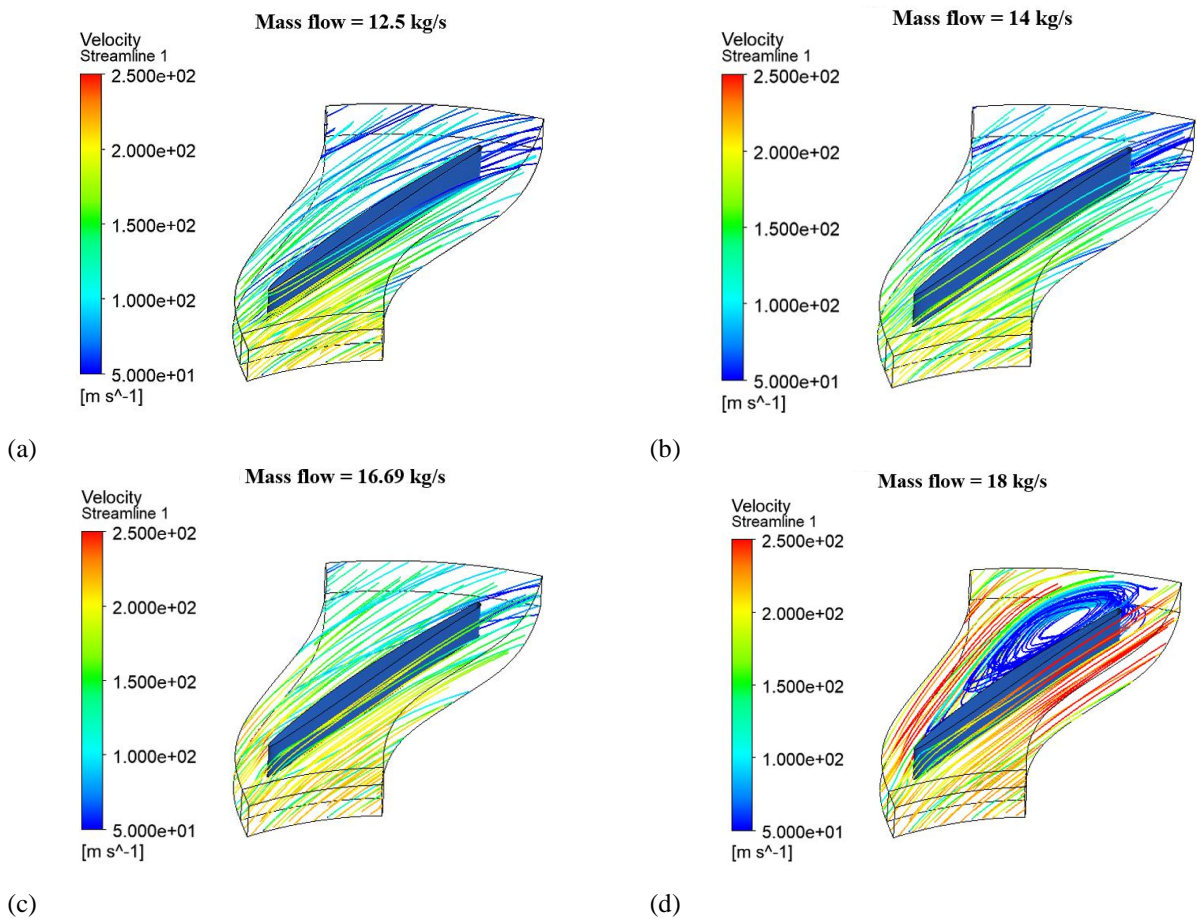 Mass flow = 12.5 kg/s
Velocity
Streamline 1
2.500e+02
2.000e+02
1.500e+02
1.000e+02
5.000e+01
[m s^-1]
(a)
Mass flow = 14 kg/s
Velocity
Streamline 1
2.500e+02
2.000e+02
1.500e+02
1.000e+02
5.000e+01
[m s^-1]
(b)
Mass flow = 16.69 kg/s
Velocity
Streamline 1
2.500e+02
2.000e+02
1.500e+02
1.000e+02
5.000e+01
[m s^-1]
(c)
Mass flow = 18 kg/s
Velocity
Streamline 1
2.500e+02
2.000e+02
1.500e+02
1.000e+02
5.000e+01
[m s^-1]
(d)